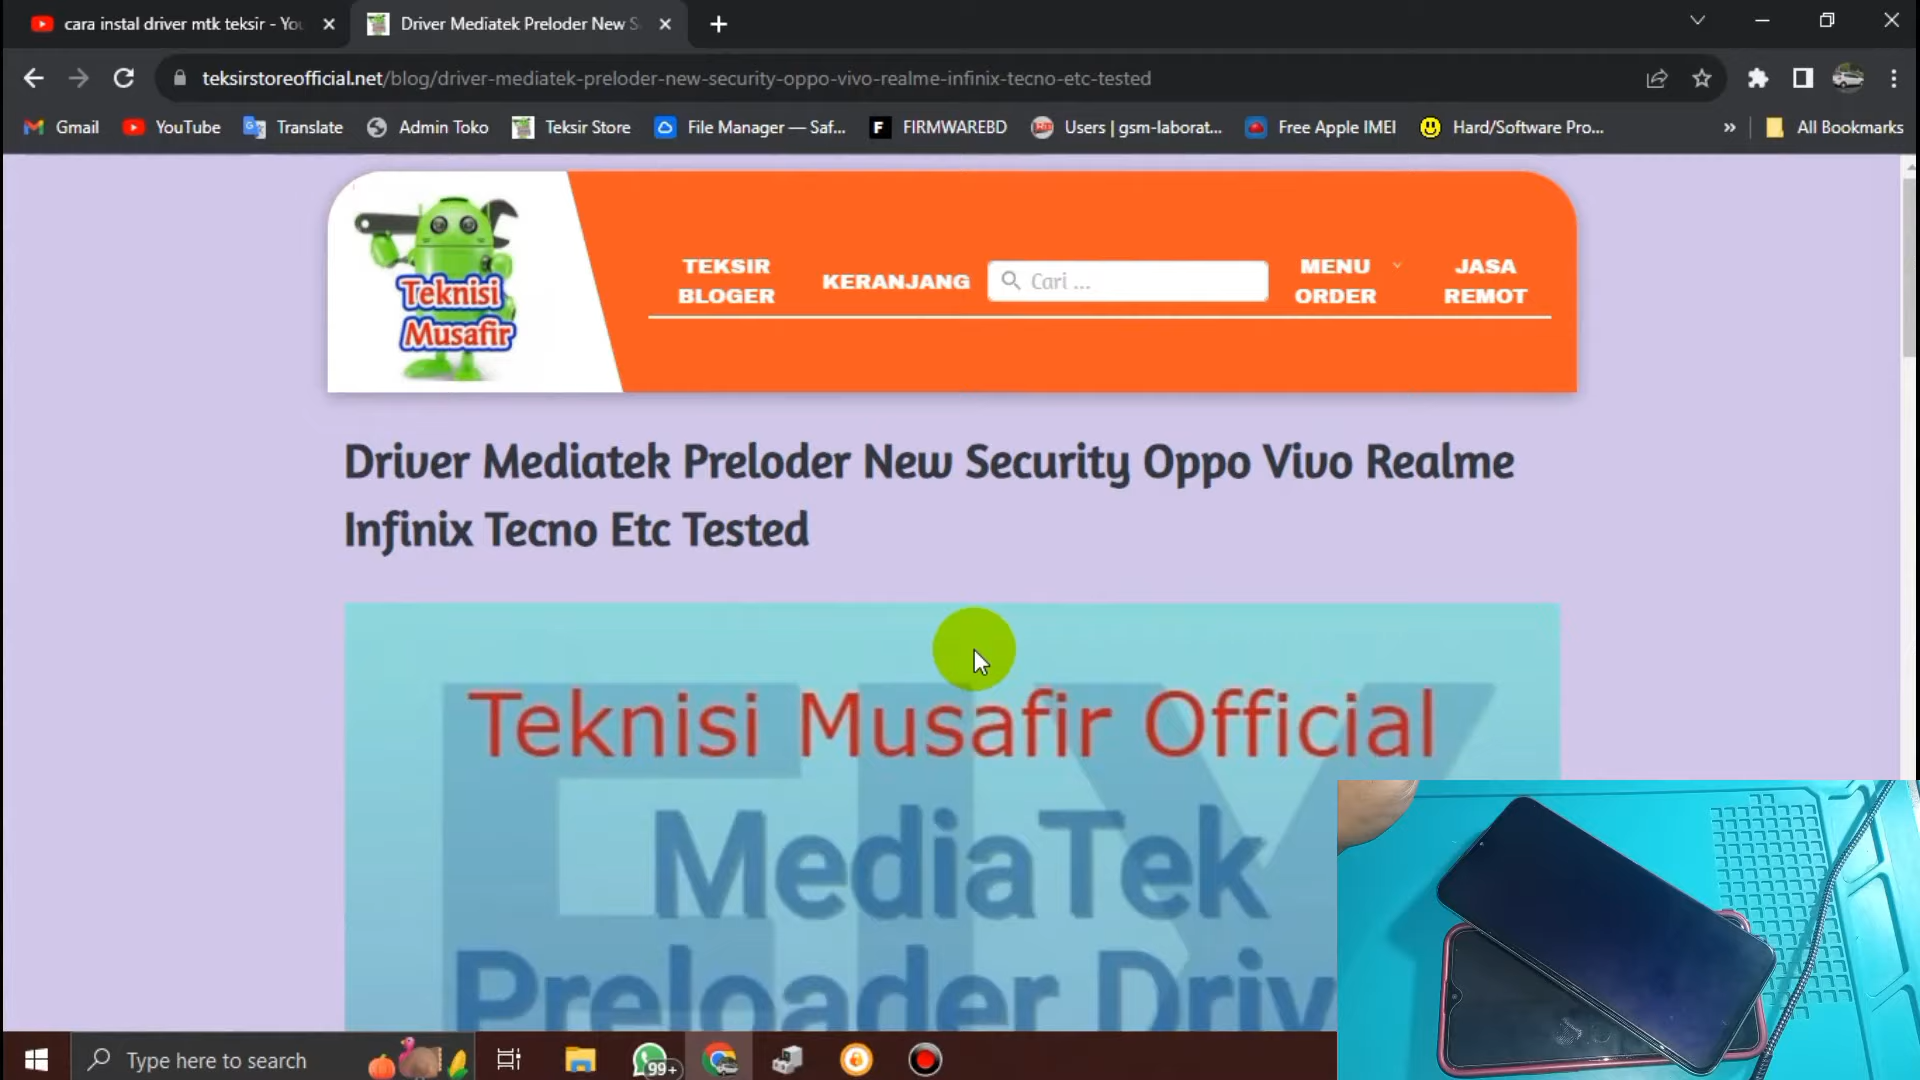 cara instal driver mtk teksir - You
Driver Mediatek Preloder New S
teksirstoreofficial.net/blog/driver-mediatek-preloder-new-security-oppo-vivo-realme-infinix-tecno-etc-tested
Gmail
YouTube
Translate
Admin Toko
Teksir Store
File Manager — Saf...
F
FIRMWAREBD
Users | gsm-laborat...
Free Apple IMEI
Hard/Software Pro...
»
All Bookmarks
Teknisi
Musafir
TEKSIR
BLOGER
KERANJANG
Cari ...
MENU
ORDER
JASA
REMOT
Driver Mediatek Preloder New Security Oppo Vivo Realme
Infinix Tecno Etc Tested
Teknisi Musafir Official
MediaTek
Preloader Driv
Type here to search
99+